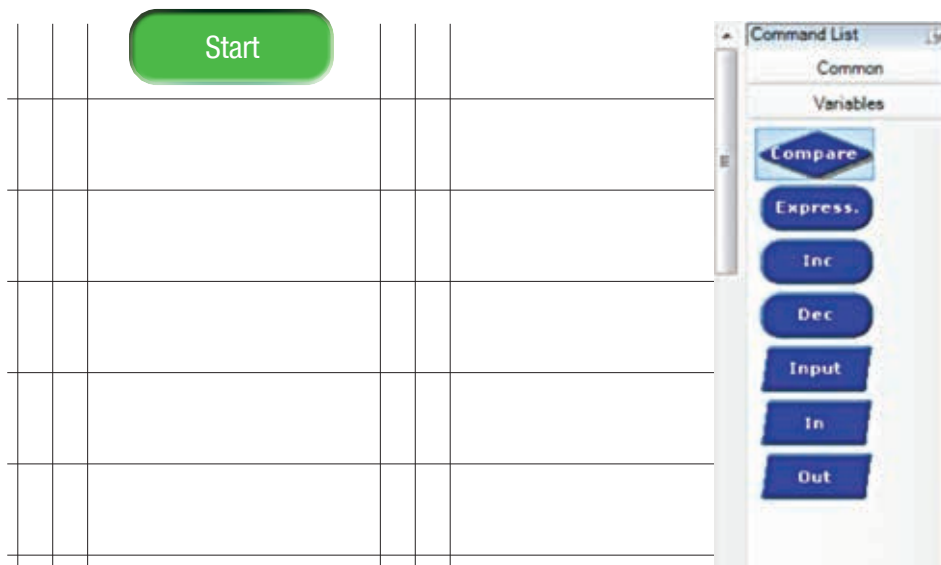 Start
Command List
Common
Variables
Compare
Express.
Inc
Dec
Input
In
Out